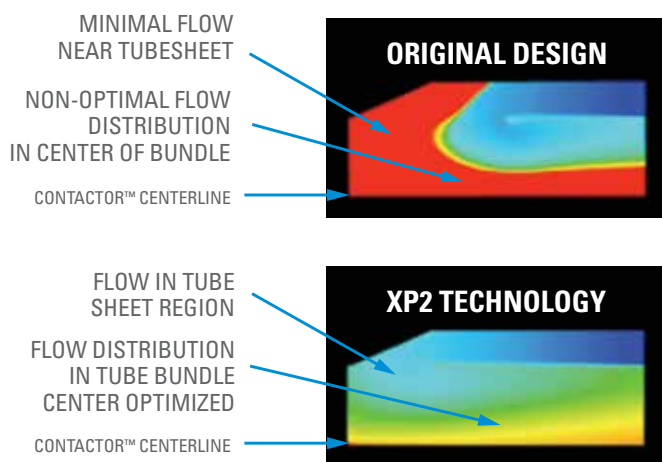 MINIMAL FLOW
NEAR TUBESHEET
ORIGINAL DESIGN
NON-OPTIMAL FLOW
DISTRIBUTION
IN CENTER OF BUNDLE
CONTACTOR™ CENTERLINE
FLOW IN TUBE
SHEET REGION
XP2 TECHNOLOGY
FLOW DISTRIBUTION
IN TUBE BUNDLE
CENTER OPTIMIZED
CONTACTOR™ CENTERLINE